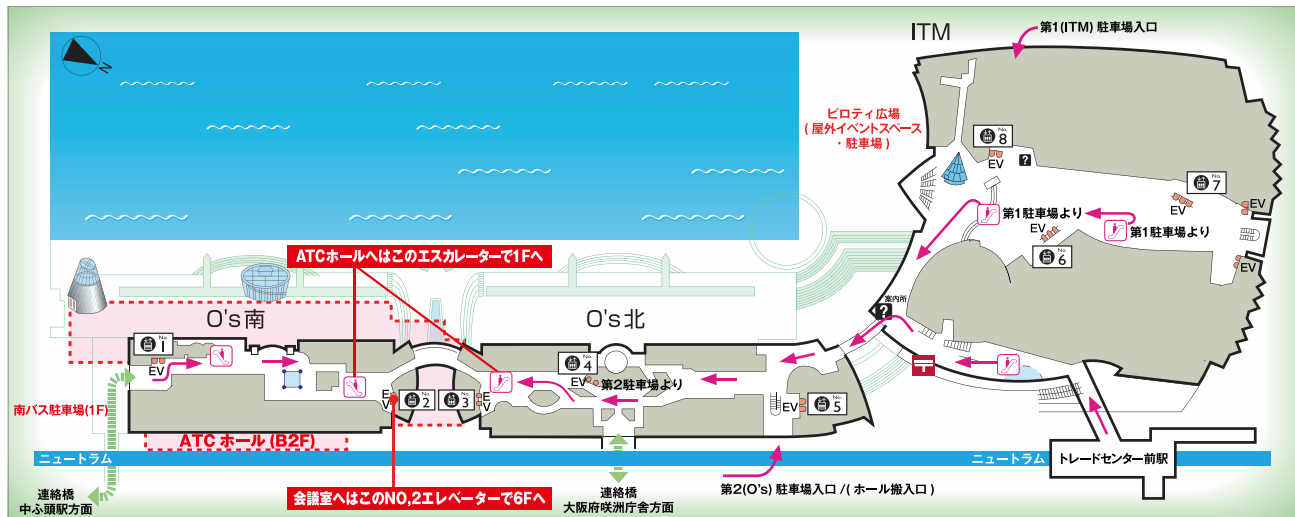 N
ITM
第1(ITM) 駐車場入口
ピロティ広場
( 屋外イベントスペース
・駐車場 )
No.
8
EV
?
No.
7
EV
EV
第1駐車場より
第1駐車場より
EV
No.
6
EV
ATCホールへはこのエスカレーターで1Fへ
案内所
?
O's南
O's北
No.
1
EV
No.
4
EV
第2駐車場より
EV
No.
2
No.
3
EV
EV
No.
5
南バス駐車場(1F)
ATC ホール (B2F)
ニュートラム
ニュートラム
トレードセンター前駅
連絡橋
中ふ頭駅方面
会議室へはこのNO,2エレベーターで6Fへ
連絡橋
大阪府咲洲庁舎方面
第2(O's) 駐車場入口 /( ホール搬入口 )